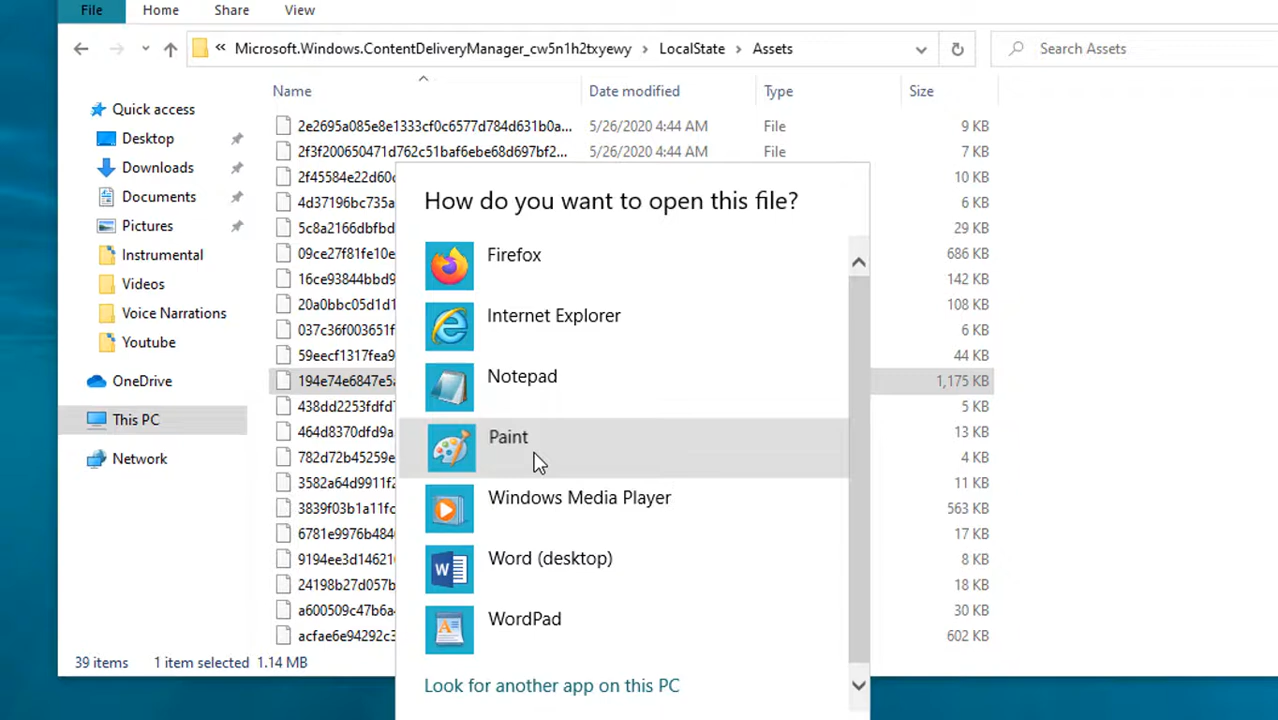 File Home Share View
« Microsoft.Windows.ContentDeliveryManager_cw5n1h2txyewy > LocalState > Assets
Search Assets
Name Date modified Type Size
Quick access
Desktop
Downloads
Documents
Pictures
Instrumental
Videos
Voice Narrations
Youtube
OneDrive
This PC
Network
2e2695a085e8e1333cf0c6577d784d631b0a... 5/26/2020 4:44 AM File 9 KB
2f3f200650471d762c51baf6ebe68d697bf2... 5/26/2020 4:44 AM File 7 KB
2f45584e22d60c 10 KB
4d37196bc735a 6 KB
5c8a2166dbfbd 29 KB
09ce27f81fe10e 686 KB
16ce93844bbd9 142 KB
20a0bbc05d1d1 108 KB
037c36f003651f 6 KB
59eecf1317fea9 44 KB
194e74e6847e5a 1,175 KB
438dd2253fdfd 5 KB
464d8370dfd9a 13 KB
782d72b45259e 4 KB
3582a64d9911f2 11 KB
3839f03b1a11fc 563 KB
6781e9976b484 17 KB
9194ee3d14621 8 KB
24198b27d057b 18 KB
a600509c47b6a 30 KB
acfae6e94292c3 602 KB
How do you want to open this file?
Firefox
Internet Explorer
Notepad
Paint
Windows Media Player
Word (desktop)
WordPad
Look for another app on this PC
39 items 1 item selected 1.14 MB